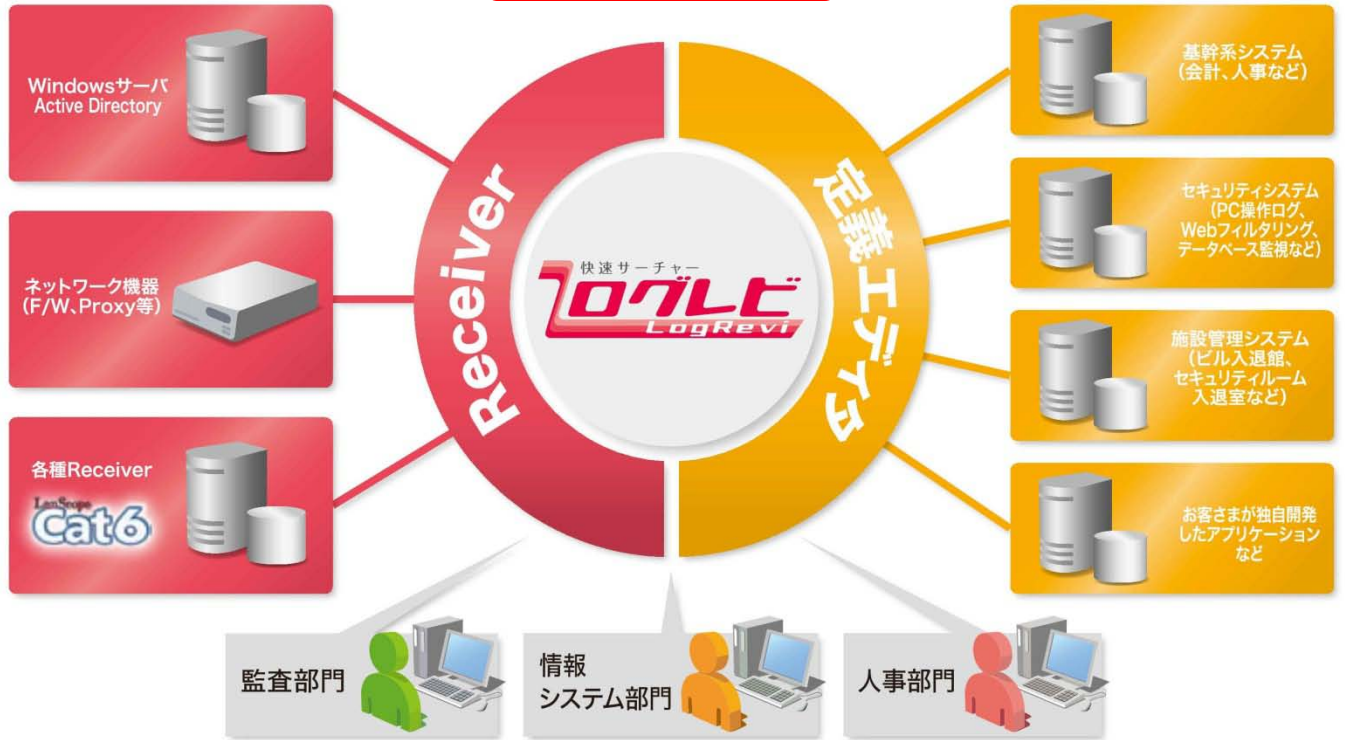 Windowsサーバ
Active Directory
ネットワーク機器
(F/W、Proxy等)
各種Receiver
LanScope
Cat6
Receiver
快速サーチャー
ログレビ
LogRevi
定義エディタ
基幹系システム
(会計、人事など)
セキュリティシステム
(PC操作ログ、
Webフィルタリング、
データベース監視など)
施設管理システム
(ビル入退館、
セキュリティルーム
入退室など)
お客さまが独自開発
したアプリケーション
など
監査部門
情報
システム部門
人事部門